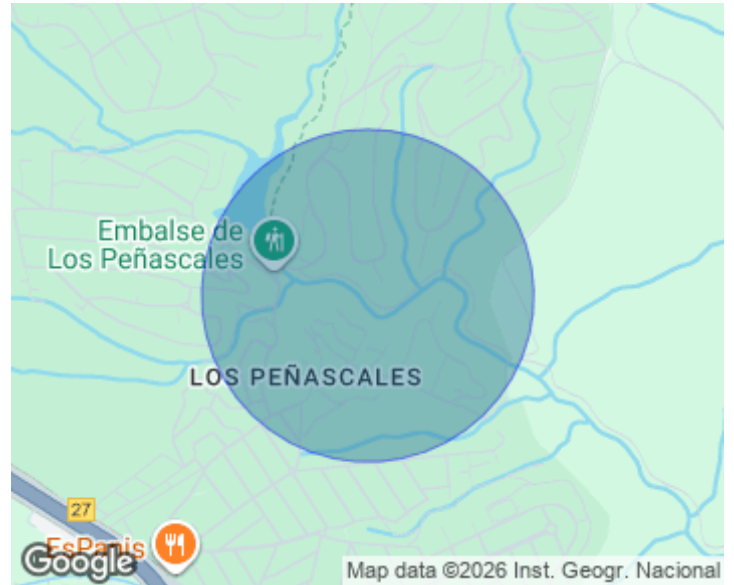 Embalse de
Los Peñascales
LOS PEÑASCALES
27
EsPanis
Google
Map data ©2026 Inst. Geogr. Nacional